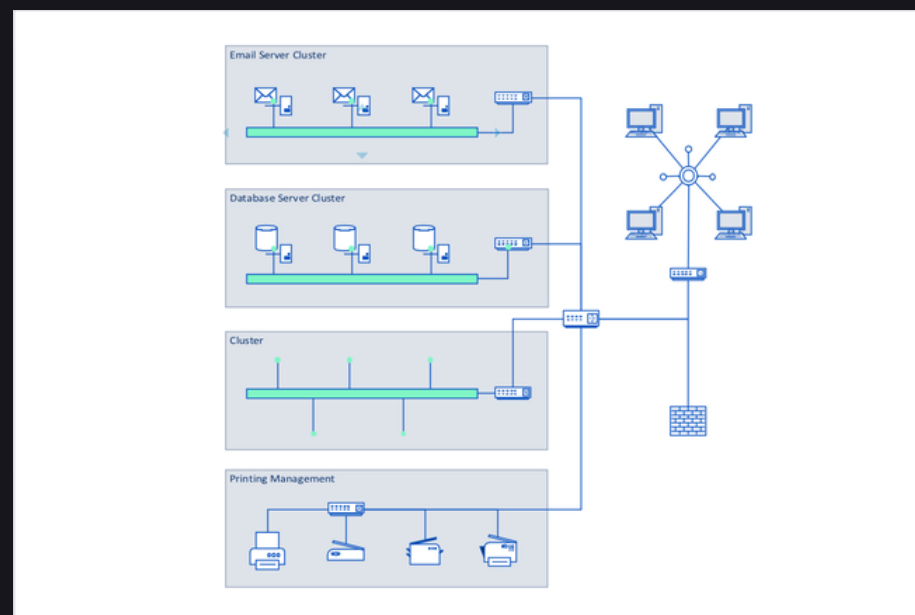 Email Server Cluster
Database Server Cluster
Cluster
Printing Management